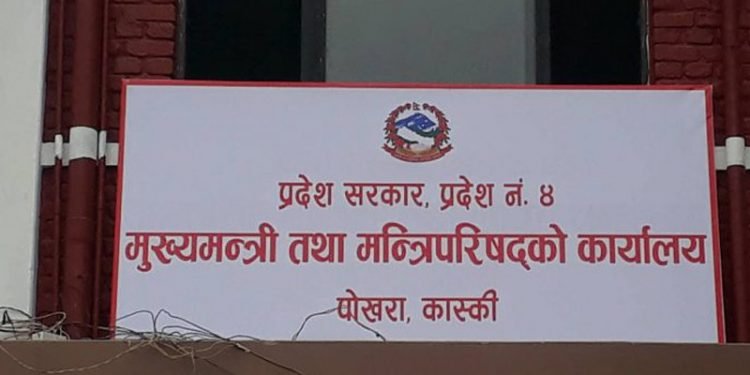 प्रदेश सरकार, प्रदेश नं. ४
मुख्यमन्त्री तथा मन्त्रिपरिषद्को कार्यालय
पोखरा, कास्की